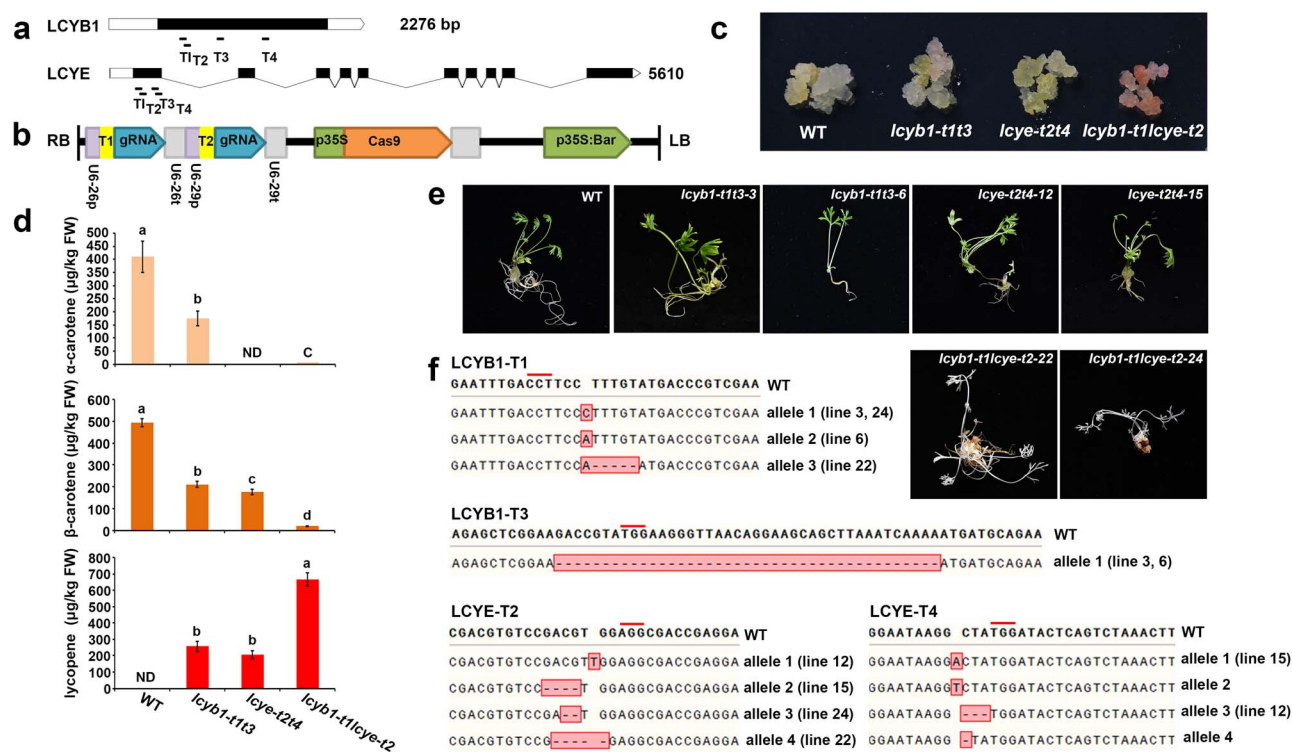 a
LCYB1
2276 bp
T1 T2 T3 T4
LCYE
5610
T1 T2 T3 T4
b
RB T1 gRNA T2 gRNA p35S Cas9 p35S:Bar LB
U6-26p U6-26t U6-29p U6-29t
c
WT lcyb1-t1t3 lcye-t2t4 lcyb1-t1lcye-t2
d
α-carotene (µg/kg FW)
500
450
400
350
300
250
200
150
100
50
0
a b ND C
β-carotene (µg/kg FW)
600
500
400
300
200
100
0
a b c d
lycopene (µg/kg FW)
800
700
600
500
400
300
200
100
0
ND b b a
WT lcyb1-t1t3 lcye-t2t4 lcyb1-t1lcye-t2
e
WT lcyb1-t1t3-3 lcyb1-t1t3-6 lcye-t2t4-12 lcye-t2t4-15
lcyb1-t1lcye-t2-22 lcyb1-t1lcye-t2-24
f
LCYB1-T1
GAATTTGACCTTCC TTTGTATGACCCGTCGAA WT
GAATTTGACCTTCCCTTTGTATGACCCGTCGAA allele 1 (line 3, 24)
GAATTTGACCTTCCATTTGTATGACCCGTCGAA allele 2 (line 6)
GAATTTGACCTTCCA-----ATGACCCGTCGAA allele 3 (line 22)
LCYB1-T3
AGAGCTCGGAAGACCGTATGGAAGGGTTAACAGGAAGCAGCTTAAATCAAAAATGATGCAGAA WT
AGAGCTCGGAA-----------------------------------------ATGATGCAGAA allele 1 (line 3, 6)
LCYE-T2
CGACGTGTCCGACGT GGAGGCGACCGAGGA WT
CGACGTGTCCGACGTTGGAGGCGACCGAGGA allele 1 (line 12)
CGACGTGTCC----T GGAGGCGACCGAGGA allele 2 (line 15)
CGACGTGTCCGA--T GGAGGCGACCGAGGA allele 3 (line 24)
CGACGTGTCCG---- -GAGGCGACCGAGGA allele 4 (line 22)
LCYE-T4
GGAATAAGG CTATGGATACTCAGTCTAAACTT WT
GGAATAAGGACTATGGATACTCAGTCTAAACTT allele 1 (line 15)
GGAATAAGGTCTATGGATACTCAGTCTAAACTT allele 2
GGAATAAGG ---TGGATACTCAGTCTAAACTT allele 3 (line 12)
GGAATAAGG -TATGGATACTCAGTCTAAACTT allele 4